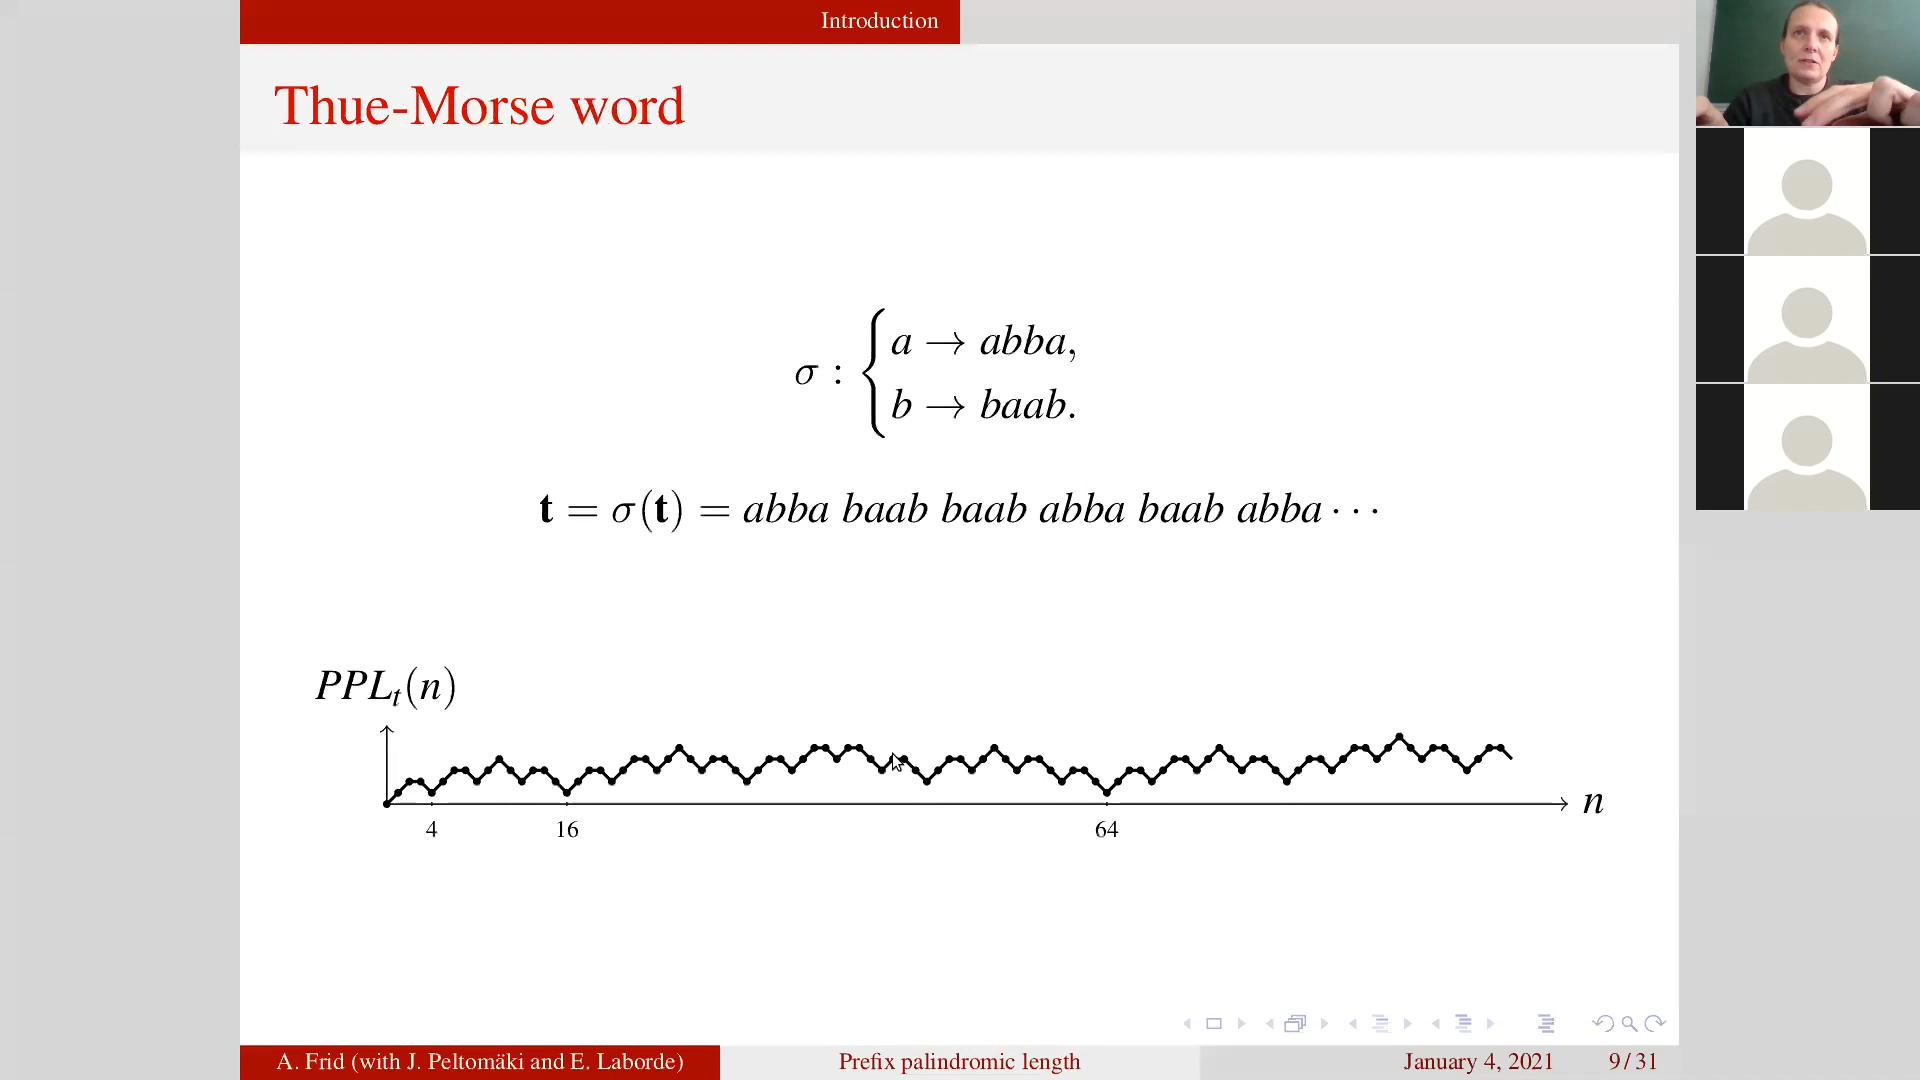 Introduction
Thue-Morse word
σ : { a → abba,
b → baab.
t = σ(t) = abba baab baab abba baab abba · · ·
PPLₜ(n)
n
4 16 64
A. Frid (with J. Peltomäki and E. Laborde) Prefix palindromic length January 4, 2021 9 / 31